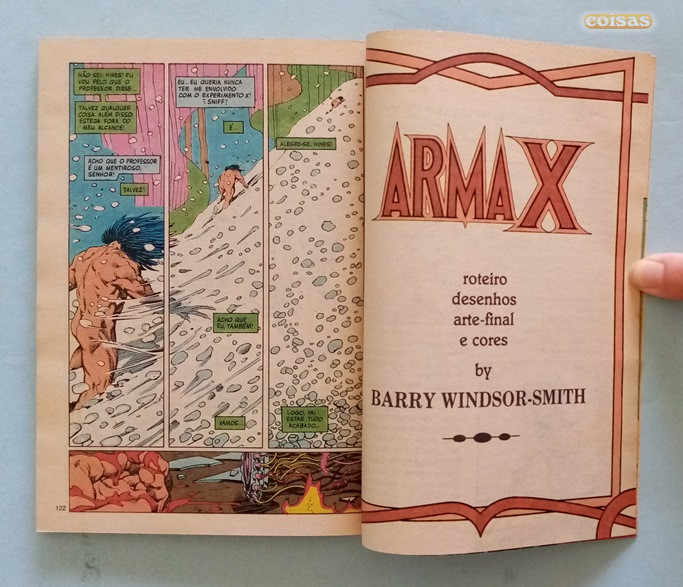 coisas
NÃO SEI, HINES! EU
VOU PELO QUE O
PROFESSOR DISSE...
TALVEZ QUALQUER
COISA ALÉM DISSO
ESTEJA FORA DO
MEU ALCANCE!
ACHO QUE O PROFESSOR
É UM MENTIROSO,
SENHOR!
TALVEZ!
EU... EU QUERIA NUNCA
TER ME ENVOLVIDO
COM O EXPERIMENTO X!
SNIFF!
E...
ACHO QUE
EU, TAMBÉM!
VAMOS...
ALEGRE-SE, HINES!
LOGO, VAI
ESTAR TUDO
ACABADO...
122
ARMA X
roteiro
desenhos
arte-final
e cores
by
BARRY WINDSOR-SMITH